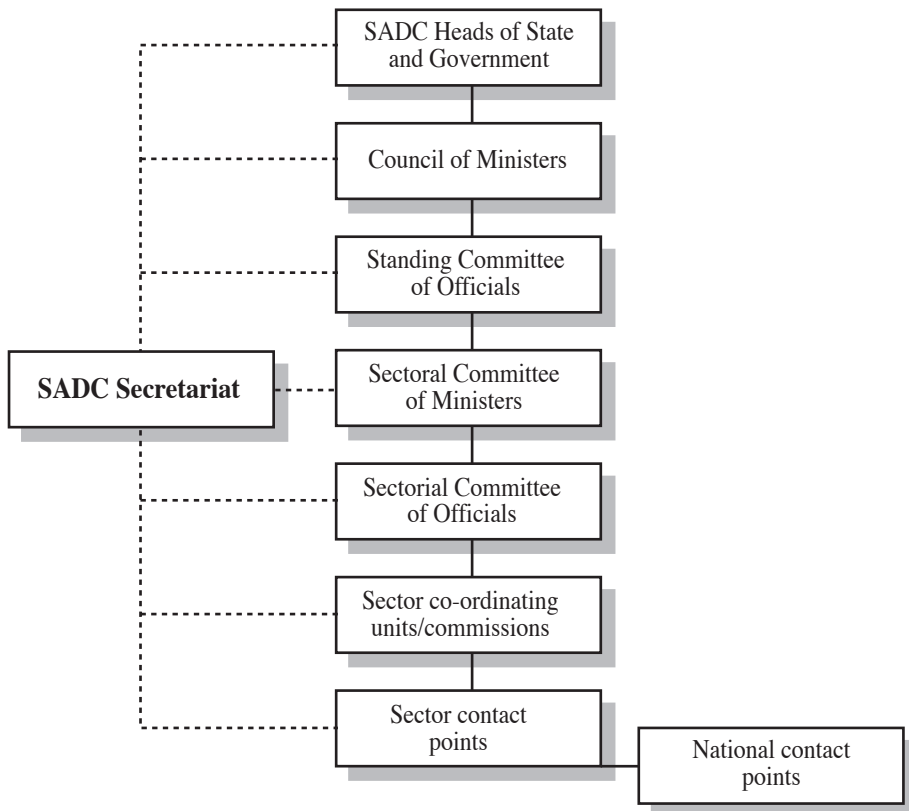 SADC Heads of State
and Government
Council of Ministers
Standing Committee
of Officials
SADC Secretariat
Sectoral Committee
of Ministers
Sectorial Committee
of Officials
Sector co-ordinating
units/commissions
Sector contact
points
National contact
points